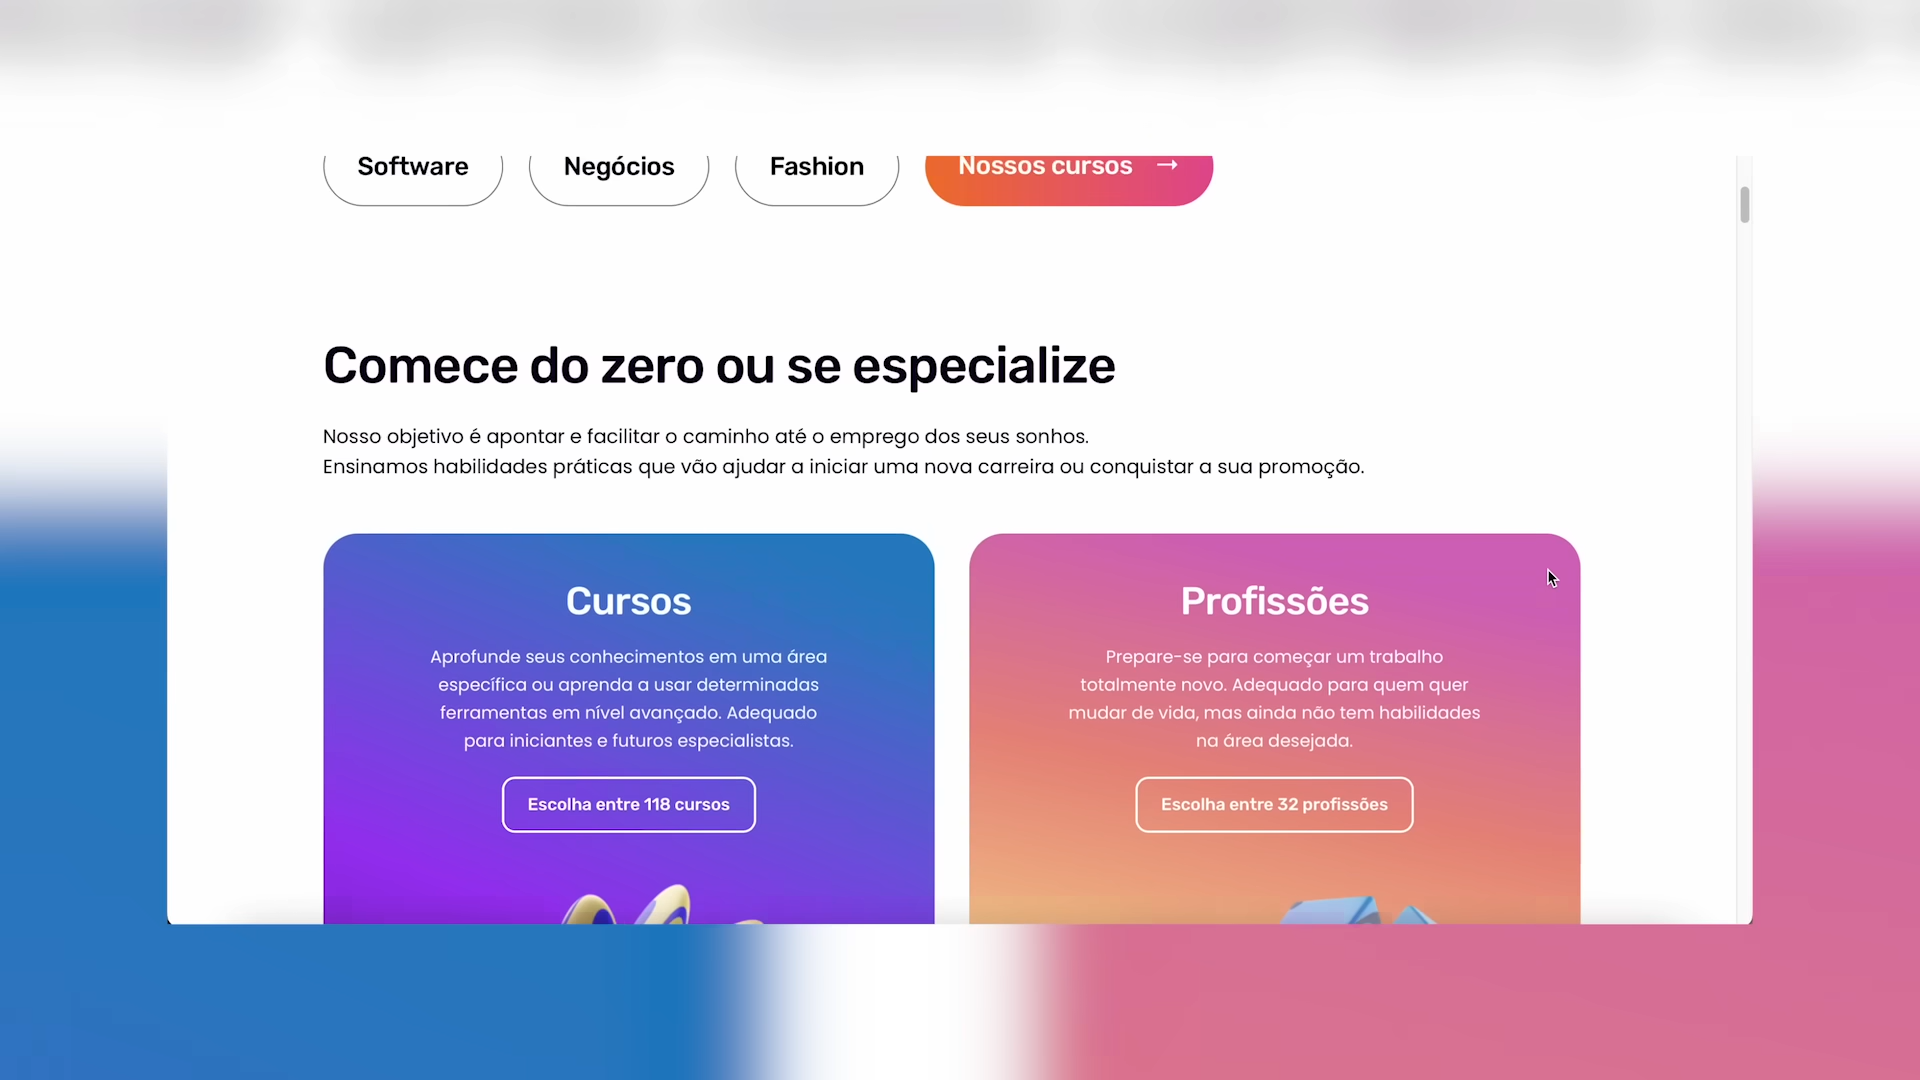 Software
Negócios
Fashion
Nossos cursos →
Comece do zero ou se especialize
Nosso objetivo é apontar e facilitar o caminho até o emprego dos seus sonhos.
Ensinamos habilidades práticas que vão ajudar a iniciar uma nova carreira ou conquistar a sua promoção.
Cursos
Aprofunde seus conhecimentos em uma área
específica ou aprenda a usar determinadas
ferramentas em nível avançado. Adequado
para iniciantes e futuros especialistas.
Escolha entre 118 cursos
Profissões
Prepare-se para começar um trabalho
totalmente novo. Adequado para quem quer
mudar de vida, mas ainda não tem habilidades
na área desejada.
Escolha entre 32 profissões